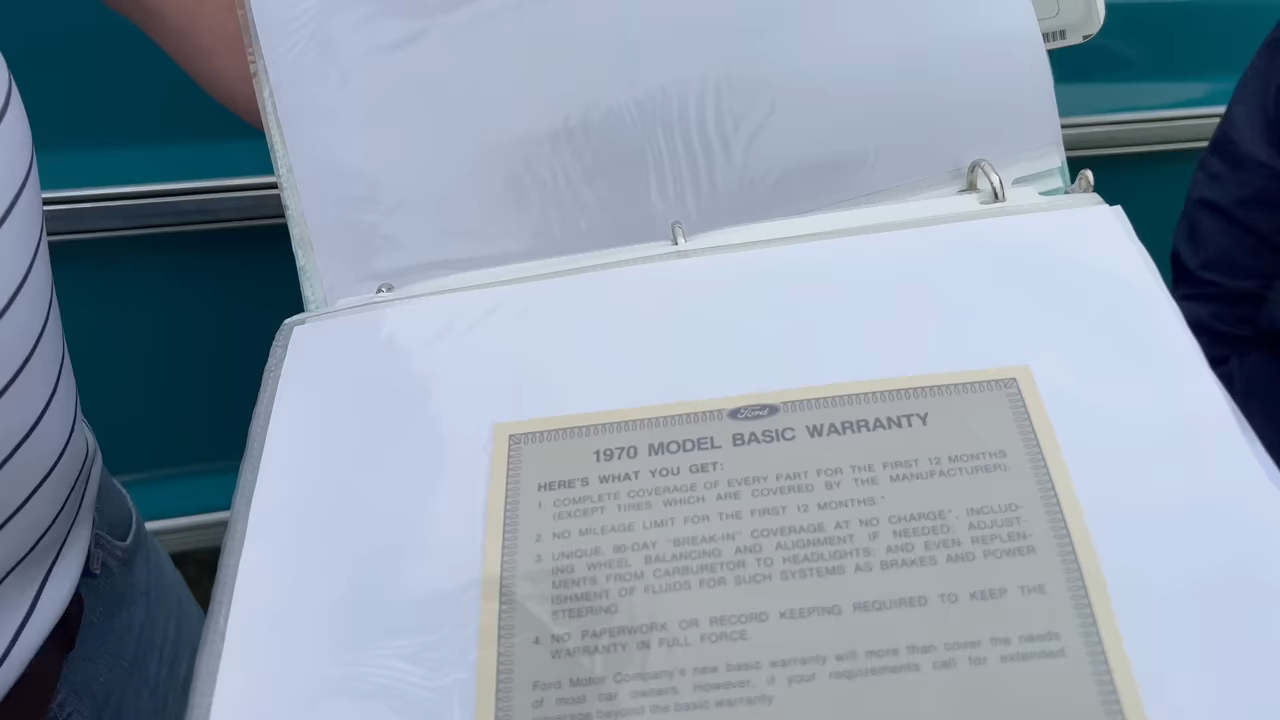 Ford
1970 MODEL BASIC WARRANTY
HERE'S WHAT YOU GET:
1. COMPLETE COVERAGE OF EVERY PART FOR THE FIRST 12 MONTHS
(EXCEPT TIRES WHICH ARE COVERED BY THE MANUFACTURER).
2. NO MILEAGE LIMIT FOR THE FIRST 12 MONTHS.*
3. UNIQUE, 90-DAY "BREAK-IN" COVERAGE AT NO CHARGE*, INCLUD-
ING WHEEL BALANCING AND ALIGNMENT IF NEEDED; ADJUST-
MENTS FROM CARBURETOR TO HEADLIGHTS; AND EVEN REPLEN-
ISHMENT OF FLUIDS FOR SUCH SYSTEMS AS BRAKES AND POWER
STEERING.
4. NO PAPERWORK OR RECORD KEEPING REQUIRED TO KEEP THE
WARRANTY IN FULL FORCE.
Ford Motor Company's new basic warranty will more than cover the needs
of most car owners. However, if your requirements call for extended
coverage beyond the basic warranty